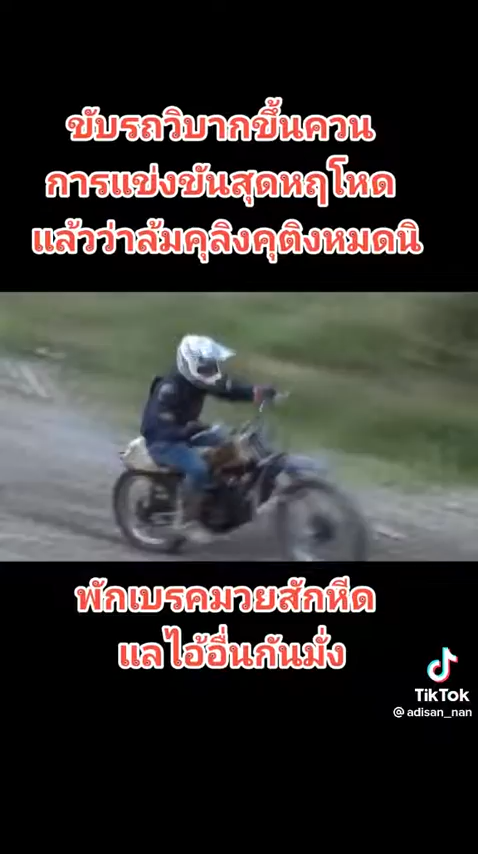 ขับรถวิบากขึ้นควน
การแข่งขันสุดหฤโหด
แล้วว่าล้มคุลิงคุติงหมดนิ
พักเบรคมวยสักหีด
แลไอ้อื่นกันมั่ง
TikTok
@adisan_nan